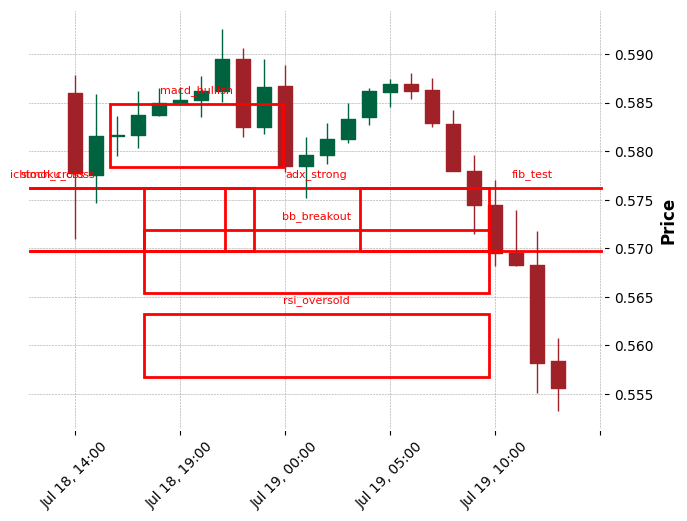 0.590
macd_bullish
0.585
0.580
adx_strong
fib_test
0.575
bb_breakout
0.570
0.565
rsi_oversold
0.560
0.555
Price
Jul 18, 14:00
Jul 18, 19:00
Jul 19, 00:00
Jul 19, 05:00
Jul 19, 10:00